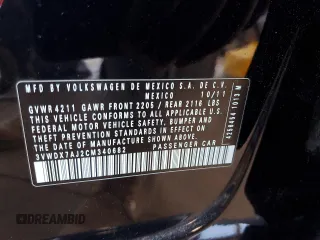 MFD BY VOLKSWAGEN DE MEXICO S.A. DE C.V.
MEXICO 10/11
GVWR 4211 GAWR FRONT 2205 / REAR 2116 LBS
THIS VEHICLE CONFORMS TO ALL APPLICABLE
FEDERAL MOTOR VEHICLE SAFETY, BUMPER AND
THEFT PREVENTION STANDARDS IN EFFECT ON
THE DATE OF MANUFACTURE SHOWN ABOVE.
3VWDX7AJ2CM340682 PASSENGER CAR
4259404 1013 M
DREAMBID